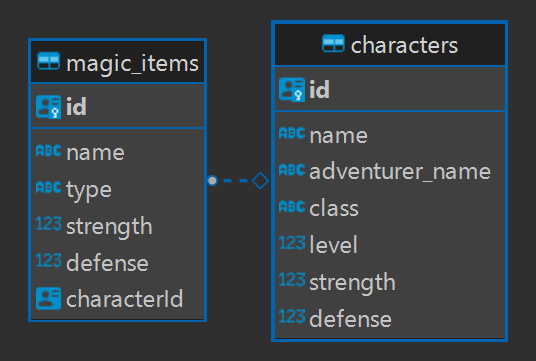 magic_items
id
ABC name
ABC type
123 strength
123 defense
characterId
characters
id
ABC name
ABC adventurer_name
ABC class
123 level
123 strength
123 defense